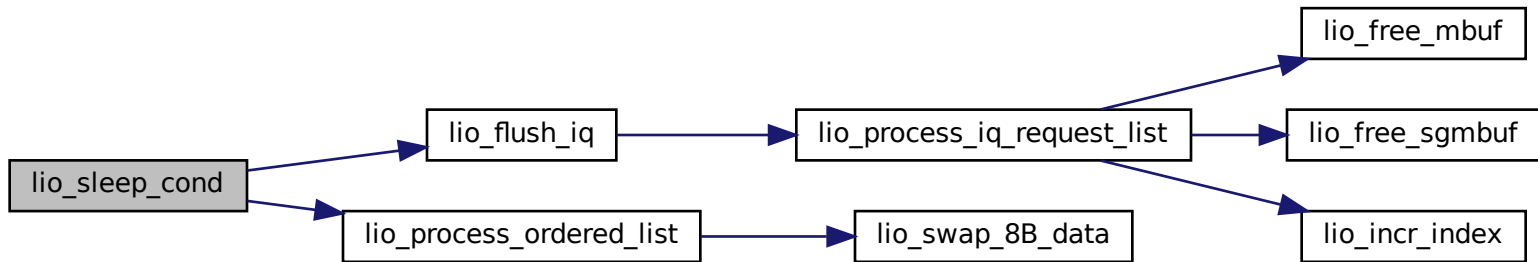 lio_sleep_cond
lio_flush_iq
lio_process_iq_request_list
lio_free_mbuf
lio_free_sgmbuf
lio_incr_index
lio_process_ordered_list
lio_swap_8B_data